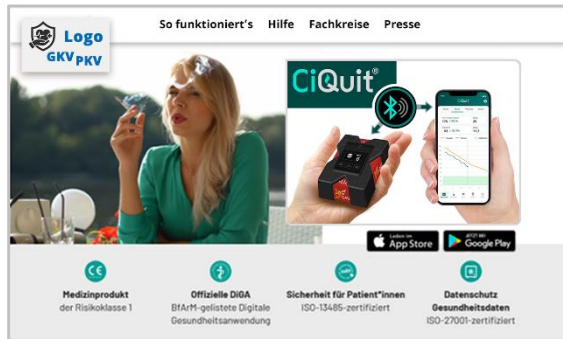 So funktioniert's Hilfe Fachkreise Presse
Logo
GKV PKV
CiQuit®
CiQuit
Laden im
App Store
JETZT BEI
Google Play
Medizinprodukt
der Risikoklasse 1
Offizielle DiGA
BfArM-gelistete Digitale
Gesundheitsanwendung
Sicherheit für Patient*innen
ISO-13485-zertifiziert
Datenschutz
Gesundheitsdaten
ISO-27001-zertifiziert